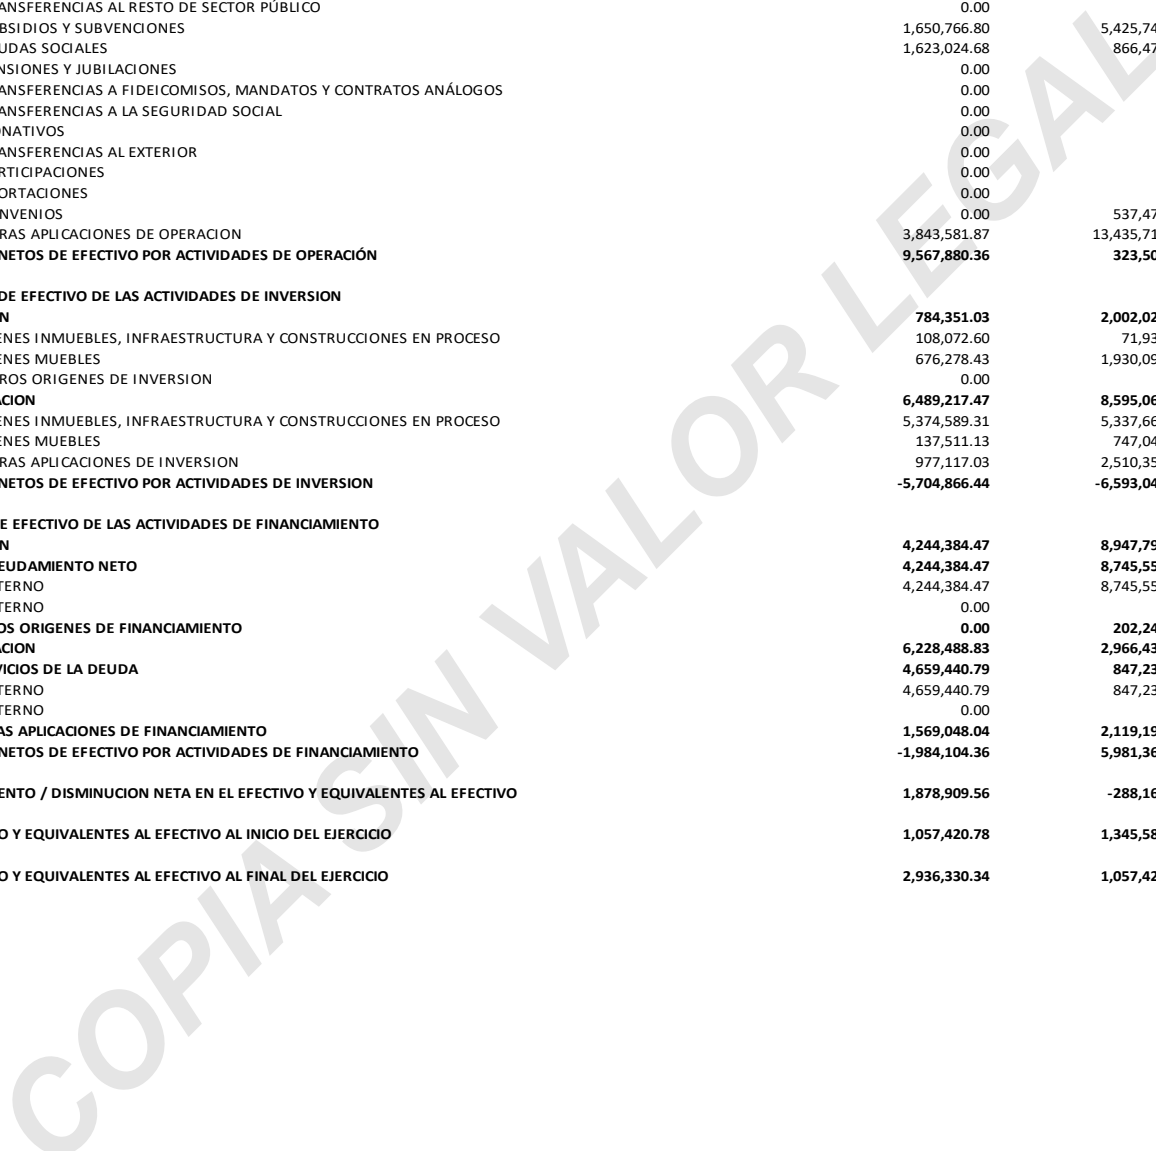 ANSFERENCIAS AL RESTO DE SECTOR PÚBLICO 0.00
BSIDIOS Y SUBVENCIONES 1,650,766.80 5,425,74
UDAS SOCIALES 1,623,024.68 866,47
NSIONES Y JUBILACIONES 0.00
ANSFERENCIAS A FIDEICOMISOS, MANDATOS Y CONTRATOS ANÁLOGOS 0.00
ANSFERENCIAS A LA SEGURIDAD SOCIAL 0.00
ONATIVOS 0.00
ANSFERENCIAS AL EXTERIOR 0.00
RTICIPACIONES 0.00
ORTACIONES 0.00
NVENIOS 0.00 537,47
RAS APLICACIONES DE OPERACION 3,843,581.87 13,435,71
NETOS DE EFECTIVO POR ACTIVIDADES DE OPERACIÓN 9,567,880.36 323,50
DE EFECTIVO DE LAS ACTIVIDADES DE INVERSION
N 784,351.03 2,002,02
ENES INMUEBLES, INFRAESTRUCTURA Y CONSTRUCCIONES EN PROCESO 108,072.60 71,93
ENES MUEBLES 676,278.43 1,930,09
ROS ORIGENES DE INVERSION 0.00
ACION 6,489,217.47 8,595,06
ENES INMUEBLES, INFRAESTRUCTURA Y CONSTRUCCIONES EN PROCESO 5,374,589.31 5,337,66
ENES MUEBLES 137,511.13 747,04
RAS APLICACIONES DE INVERSION 977,117.03 2,510,35
NETOS DE EFECTIVO POR ACTIVIDADES DE INVERSION -5,704,866.44 -6,593,04
E EFECTIVO DE LAS ACTIVIDADES DE FINANCIAMIENTO
N 4,244,384.47 8,947,79
EUDAMIENTO NETO 4,244,384.47 8,745,55
TERNO 4,244,384.47 8,745,55
TERNO 0.00
OS ORIGENES DE FINANCIAMIENTO 0.00 202,24
ACION 6,228,488.83 2,966,43
VICIOS DE LA DEUDA 4,659,440.79 847,23
TERNO 4,659,440.79 847,23
TERNO 0.00
AS APLICACIONES DE FINANCIAMIENTO 1,569,048.04 2,119,19
NETOS DE EFECTIVO POR ACTIVIDADES DE FINANCIAMIENTO -1,984,104.36 5,981,36
ENTO / DISMINUCION NETA EN EL EFECTIVO Y EQUIVALENTES AL EFECTIVO 1,878,909.56 -288,16
O Y EQUIVALENTES AL EFECTIVO AL INICIO DEL EJERCICIO 1,057,420.78 1,345,58
O Y EQUIVALENTES AL EFECTIVO AL FINAL DEL EJERCICIO 2,936,330.34 1,057,42
COPIA SIN VALOR LEGAL